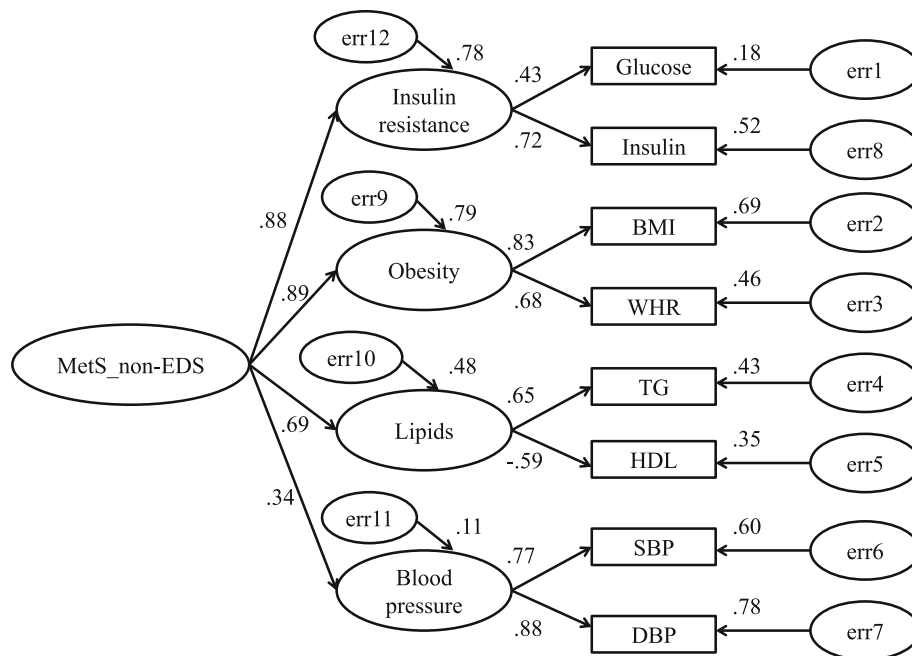 err12
.78
.43
Glucose
.18
err1
Insulin
resistance
.72
Insulin
.52
err8
.88
err9
.79
.83
BMI
.69
err2
Obesity
.89
.68
WHR
.46
err3
MetS_non-EDS
err10
.48
.65
TG
.43
err4
.69
Lipids
-.59
HDL
.35
err5
.34
err11
.11
.77
SBP
.60
err6
Blood
pressure
.88
DBP
.78
err7